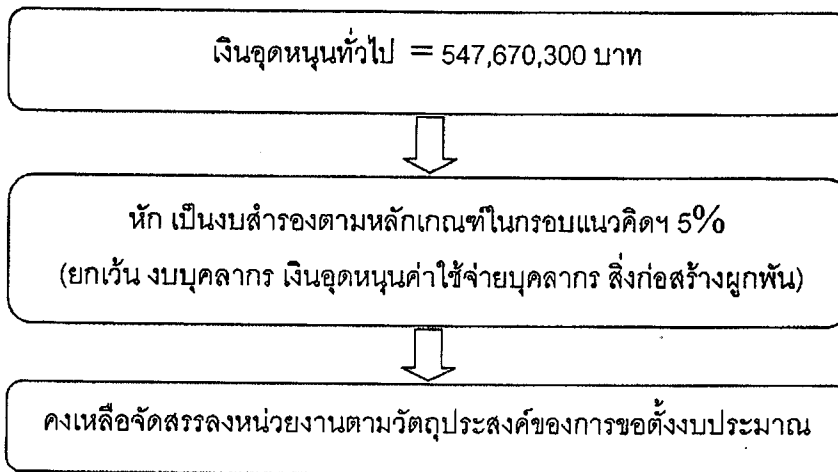 เงินอุดหนุนทั่วไป = 547,670,300 บาท
หัก เป็นงบสำรองตามหลักเกณฑ์ในกรอบแนวคิดฯ 5%
(ยกเว้น งบบุคลากร เงินอุดหนุนค่าใช้จ่ายบุคลากร สิ่งก่อสร้างผูกพัน)
คงเหลือจัดสรรลงหน่วยงานตามวัตถุประสงค์ของการขอตั้งงบประมาณ